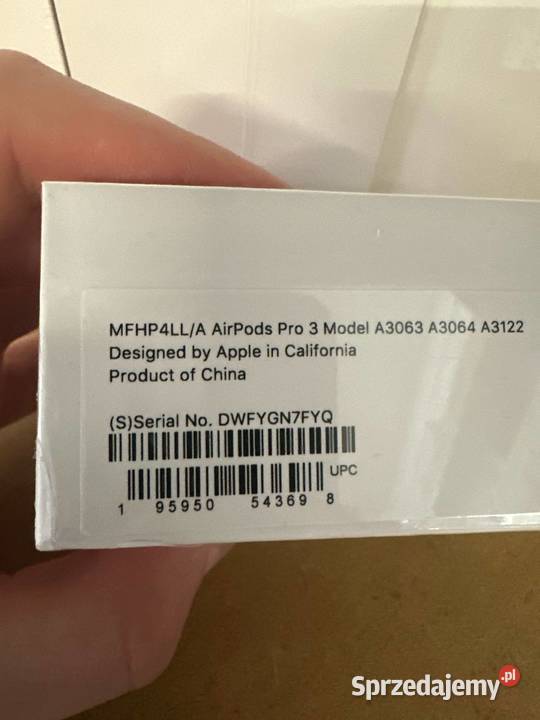 MFHP4LL/A AirPods Pro 3 Model A3063 A3064 A3122
Designed by Apple in California
Product of China
(S)Serial No. DWFYGN7FYQ
UPC
1 95950 54369 8
Sprzedajemy.pl